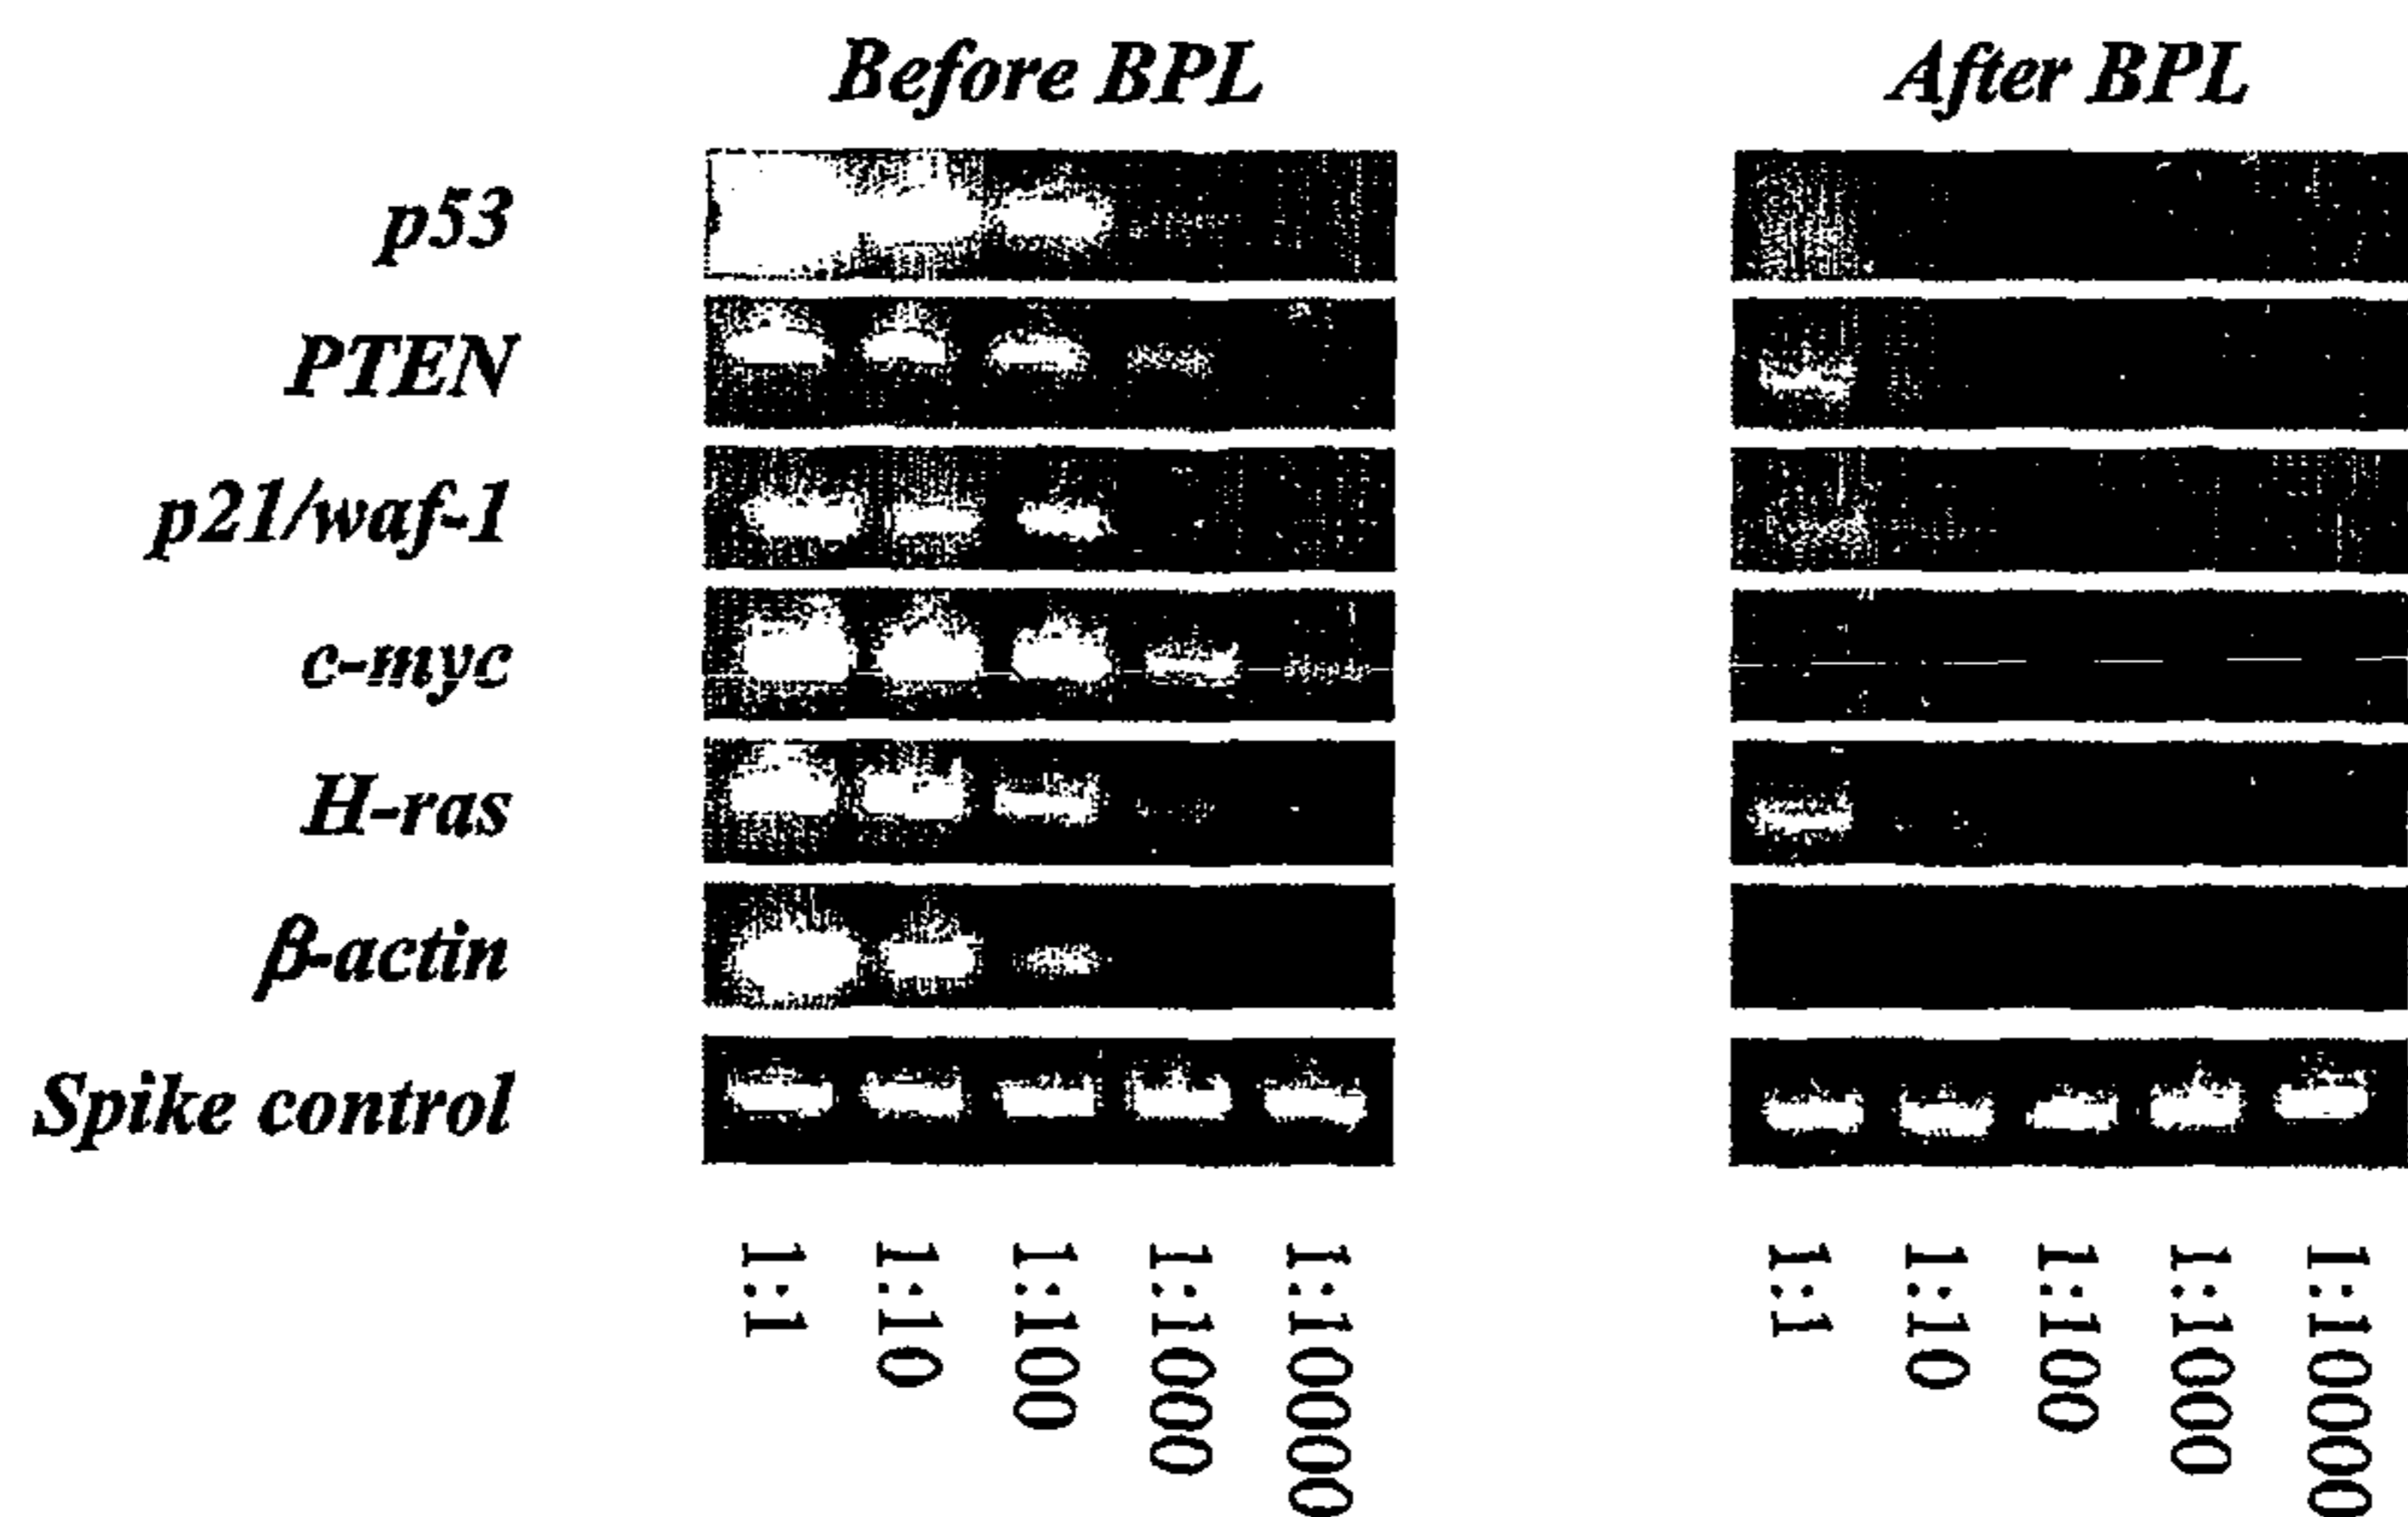 Before BPL After BPL
p53
PTEN
p21/waf-1
c-myc
H-ras
β-actin
Spike control
1:1 1:10 1:100 1:1000 1:10000 1:1 1:10 1:100 1:1000 1:10000